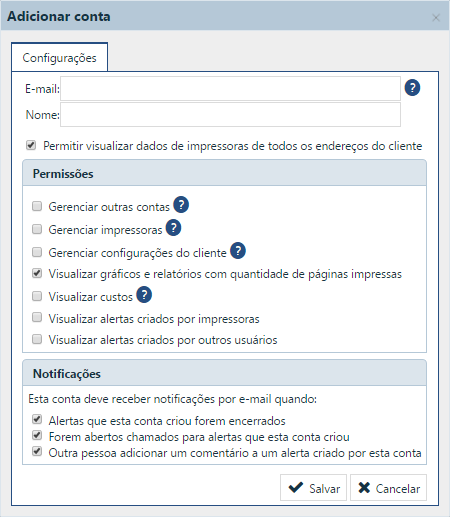 Adicionar conta
×
Configurações
E-mail: ?
Nome:
Permitir visualizar dados de impressoras de todos os endereços do cliente
Permissões
Gerenciar outras contas ?
Gerenciar impressoras ?
Gerenciar configurações do cliente ?
Visualizar gráficos e relatórios com quantidade de páginas impressas
Visualizar custos ?
Visualizar alertas criados por impressoras
Visualizar alertas criados por outros usuários
Notificações
Esta conta deve receber notificações por e-mail quando:
Alertas que esta conta criou forem encerrados
Forem abertos chamados para alertas que esta conta criou
Outra pessoa adicionar um comentário a um alerta criado por esta conta
Salvar Cancelar